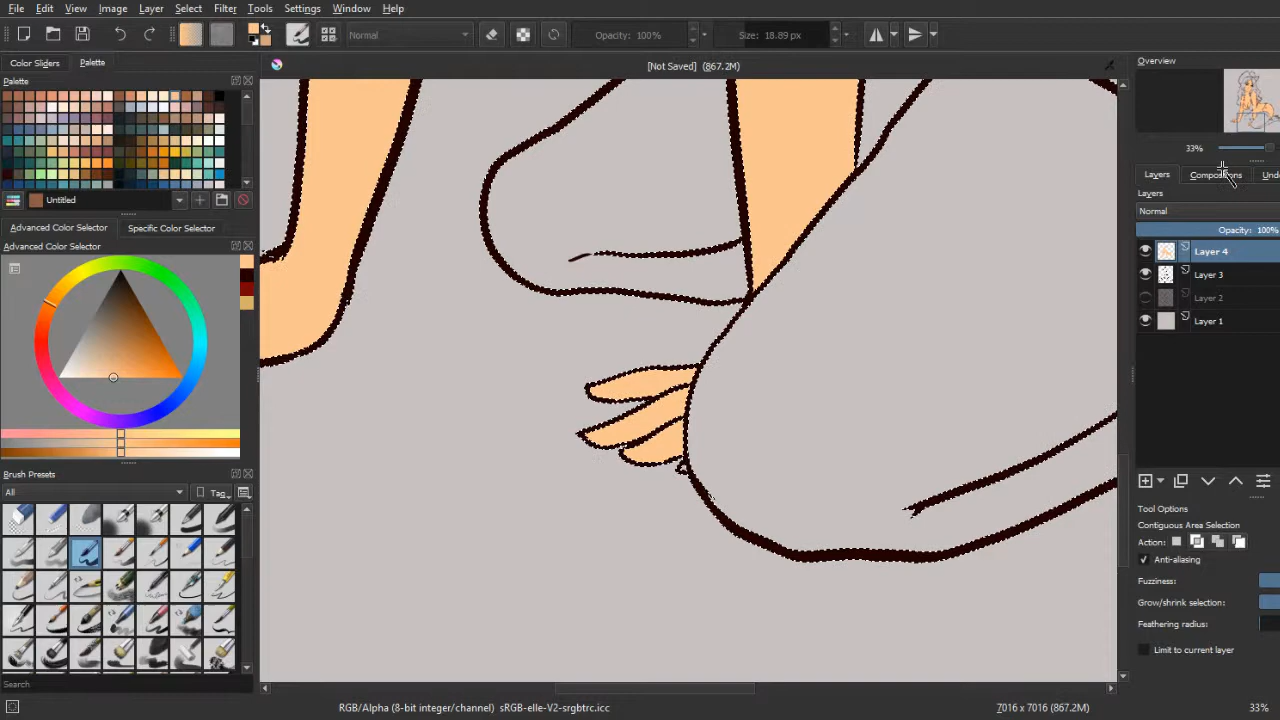 File Edit View Image Layer Select Filter Tools Settings Window Help
Normal Opacity: 100% Size: 18.89 px
Color Sliders Palette
[Not Saved] (867.2M)
Overview
Palette
33%
Untitled
Layers Compositions Undo
Layers
Normal
Opacity: 100%
Advanced Color Selector Specific Color Selector
Advanced Color Selector
Layer 4
Layer 3
Layer 2
Layer 1
Brush Presets
All Tag
Tool Options
Contiguous Area Selection
Action:
Anti-aliasing
Fuzziness:
Grow/shrink selection:
Feathering radius:
Limit to current layer
Search
RGB/Alpha (8-bit integer/channel) sRGB-elle-V2-srgbtrc.icc 7016 x 7016 (867.2M) 33%